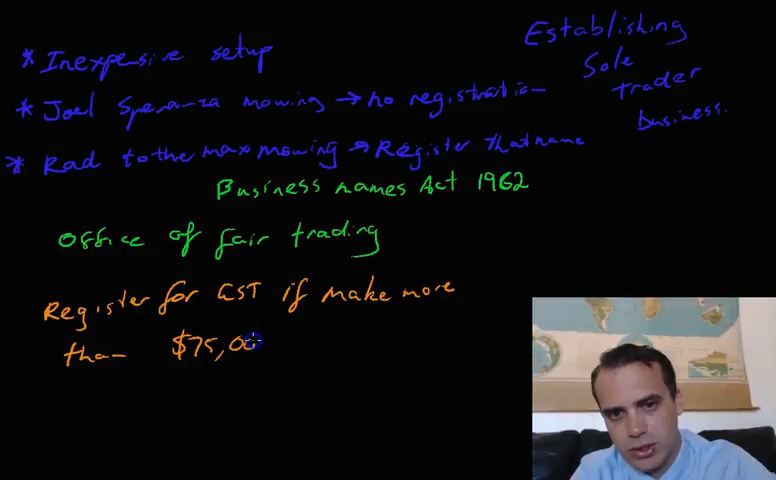 Establishing
Sole
trader
business.
* Inexpensive setup
* Joel Speranza mowing → no registration
* Rad to the max mowing → Register that name
Business names Act 1962
Office of fair trading
Register for GST if make more
than $75,00